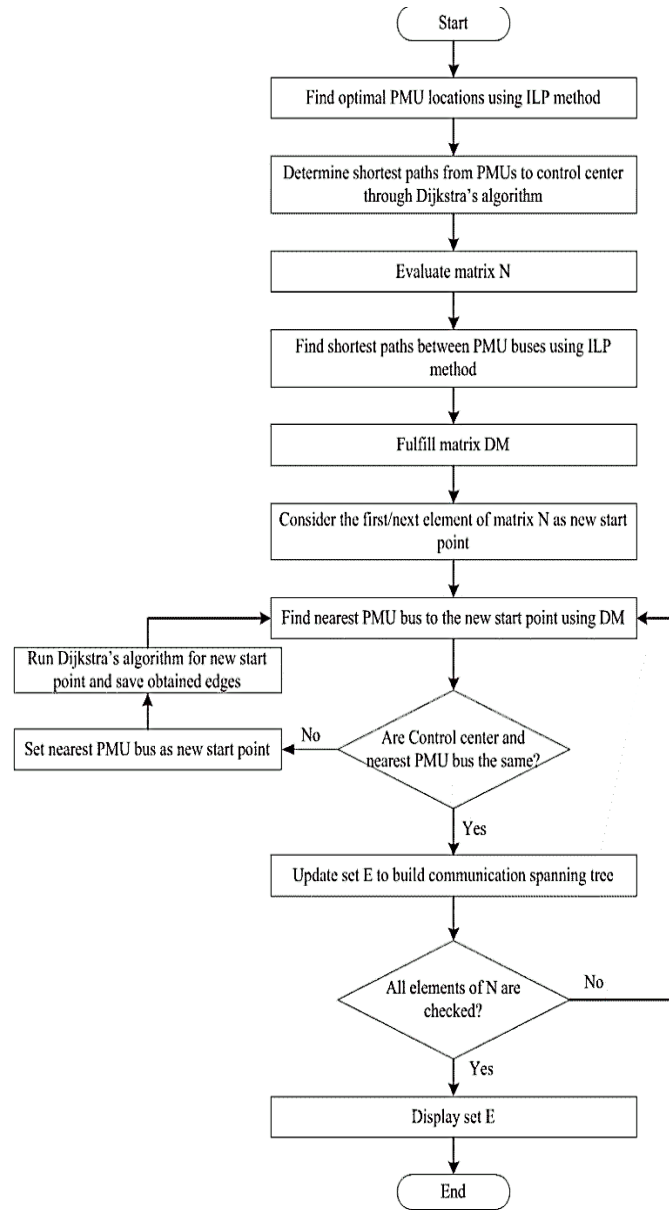 Start
Find optimal PMU locations using ILP method
Determine shortest paths from PMUs to control center
through Dijkstra's algorithm
Evaluate matrix N
Find shortest paths between PMU buses using ILP
method
Fulfill matrix DM
Consider the first/next element of matrix N as new start
point
Find nearest PMU bus to the new start point using DM
Run Dijkstra's algorithm for new start
point and save obtained edges
Set nearest PMU bus as new start point
No
Are Control center and
nearest PMU bus the same?
Yes
Update set E to build communication spanning tree
All elements of N are
checked?
No
Yes
Display set E
End